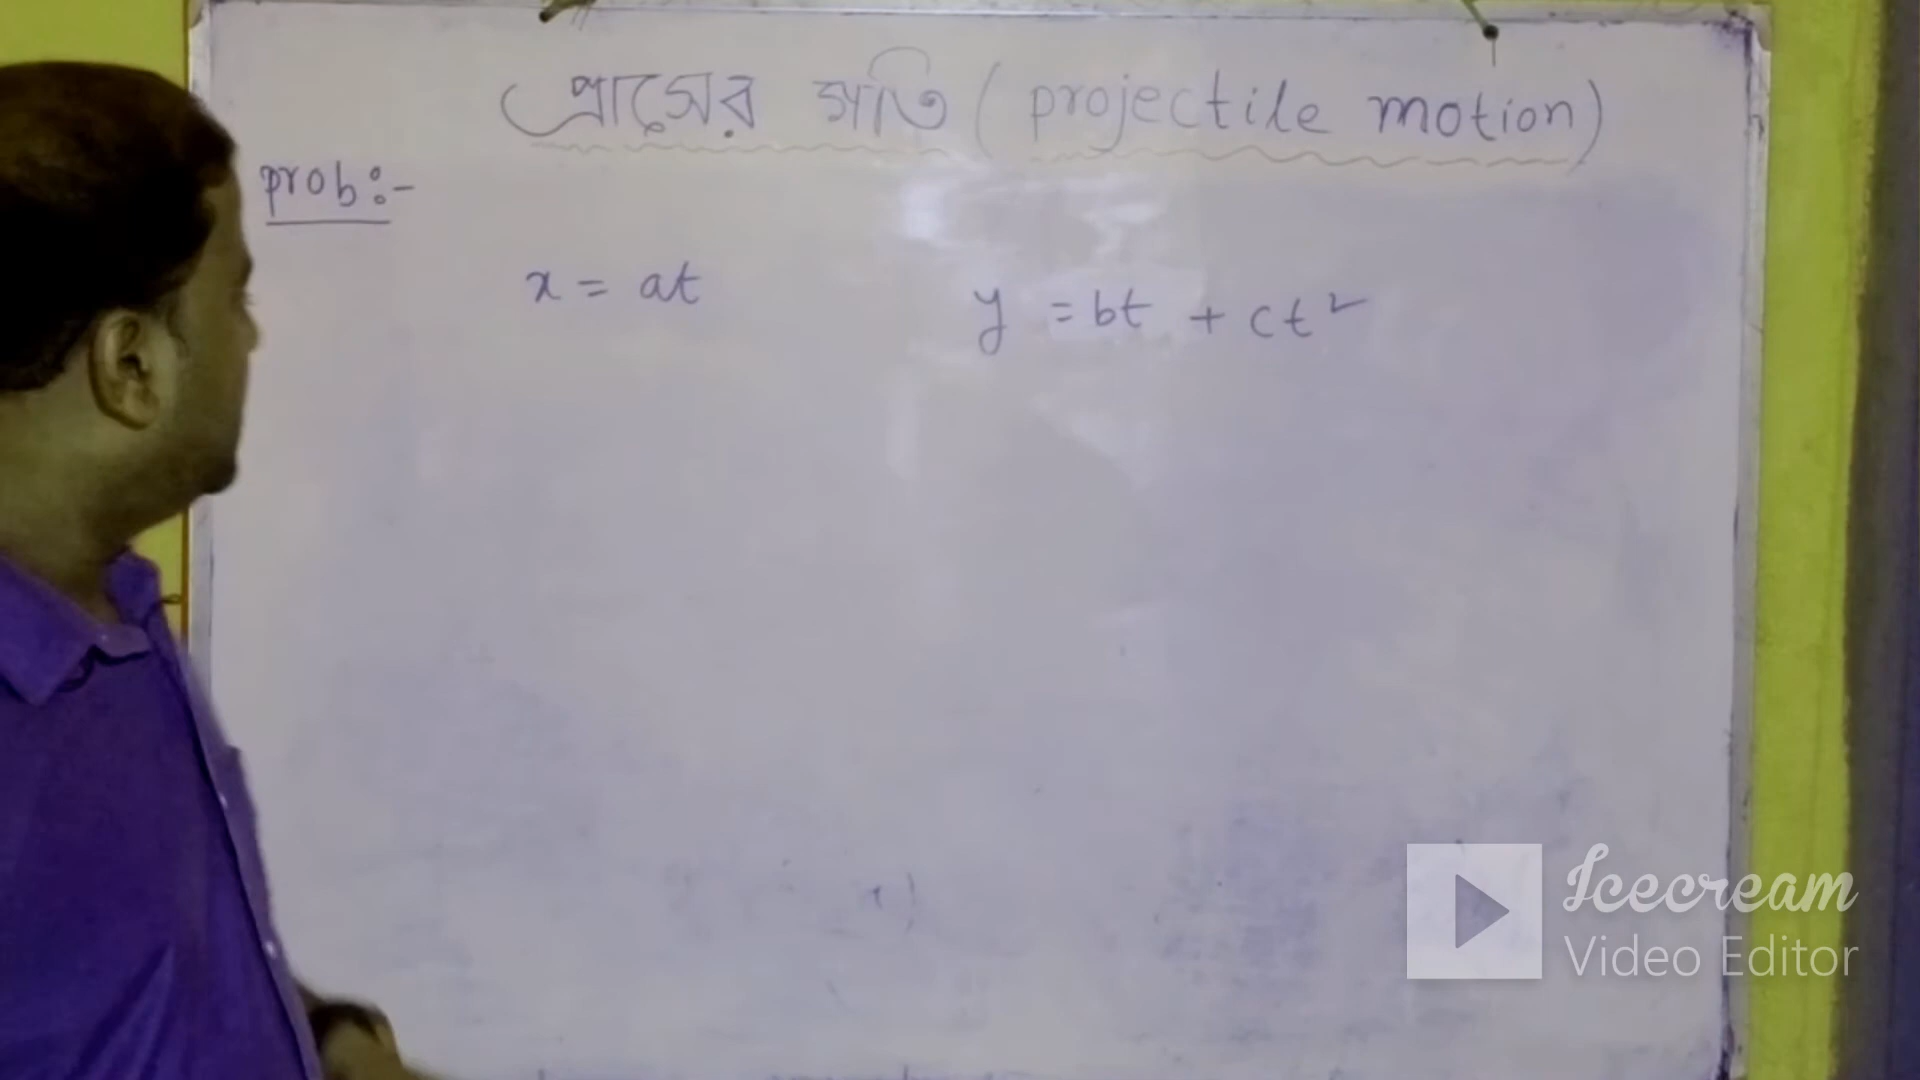 প্রাসের গতি ( projectile motion)
prob:-
x = at y = bt + ct²
Icecream
Video Editor